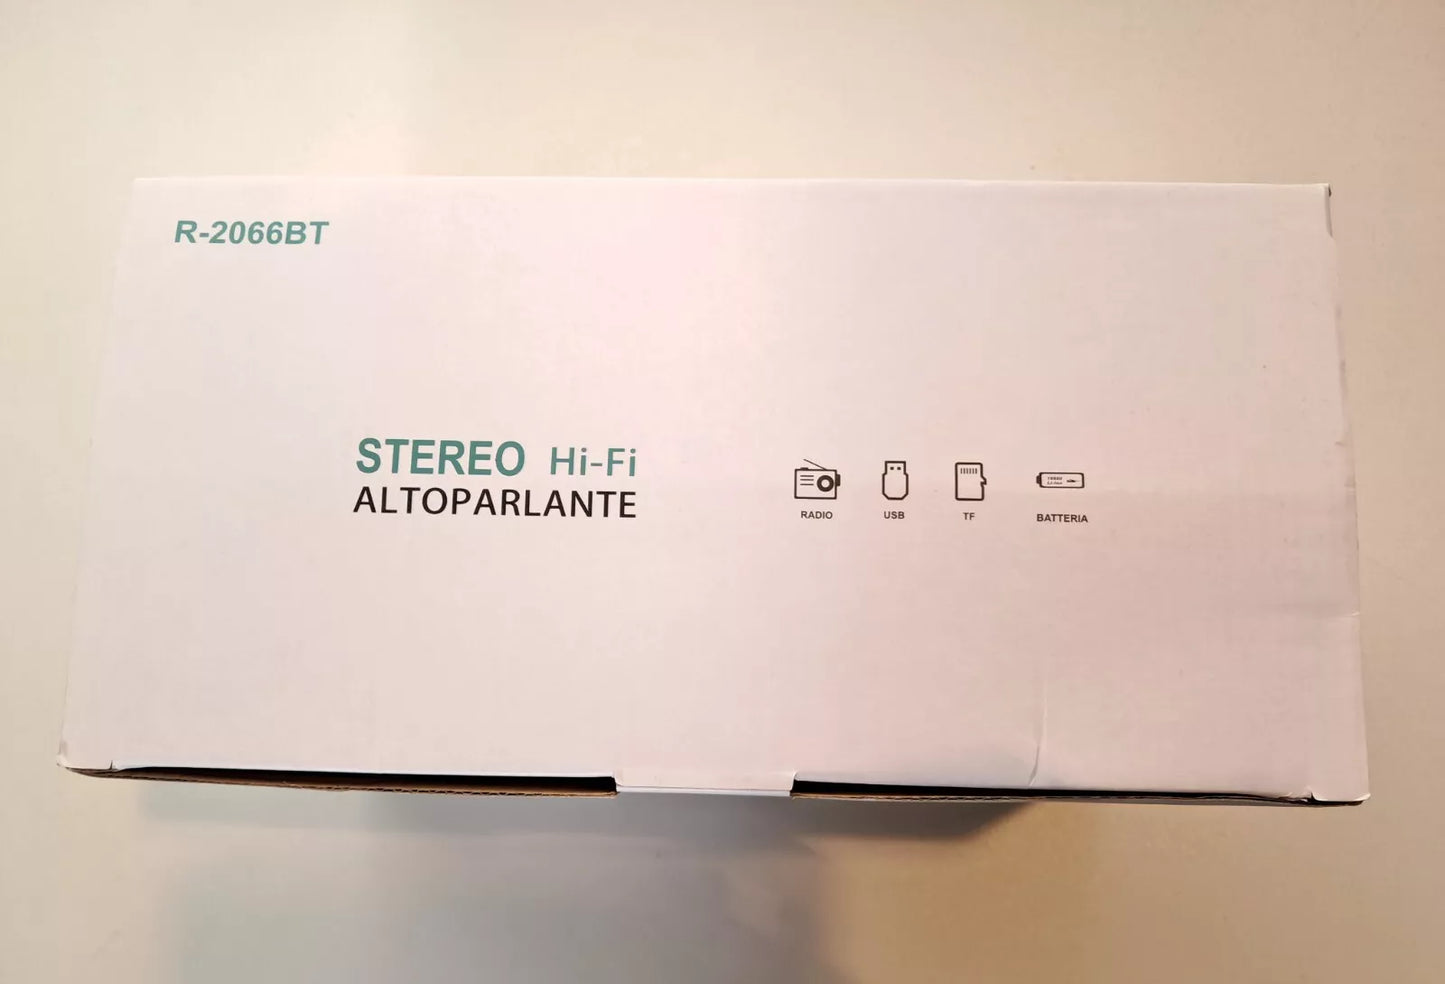 R-2066BT
STEREO Hi-Fi
ALTOPARLANTE
RADIO USB TF BATTERIA